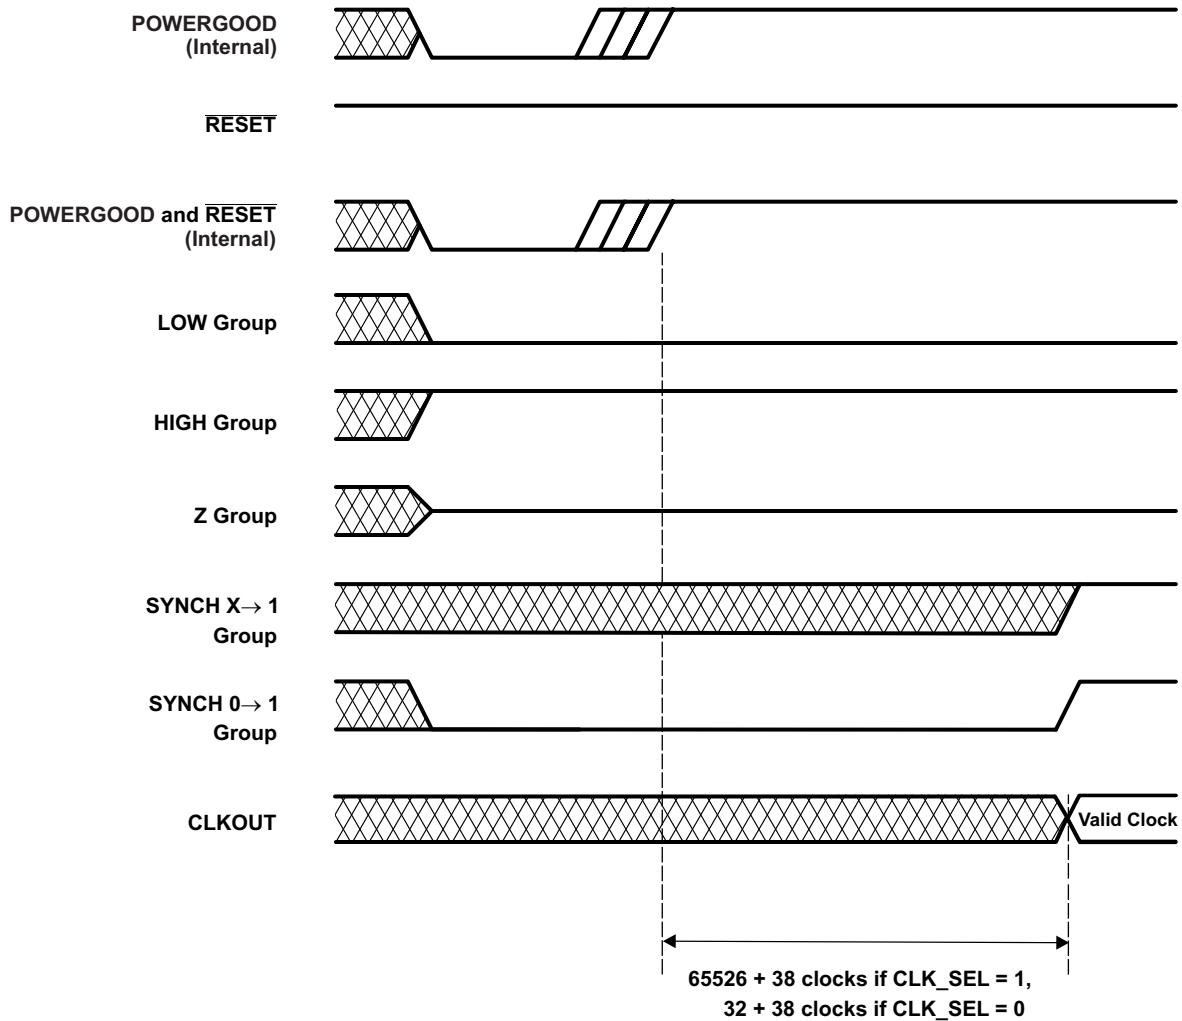 POWERGOOD
(Internal)
RESET
POWERGOOD and RESET
(Internal)
LOW Group
HIGH Group
Z Group
SYNCH X→ 1
Group
SYNCH 0→ 1
Group
CLKOUT
Valid Clock
65526 + 38 clocks if CLK_SEL = 1,
32 + 38 clocks if CLK_SEL = 0